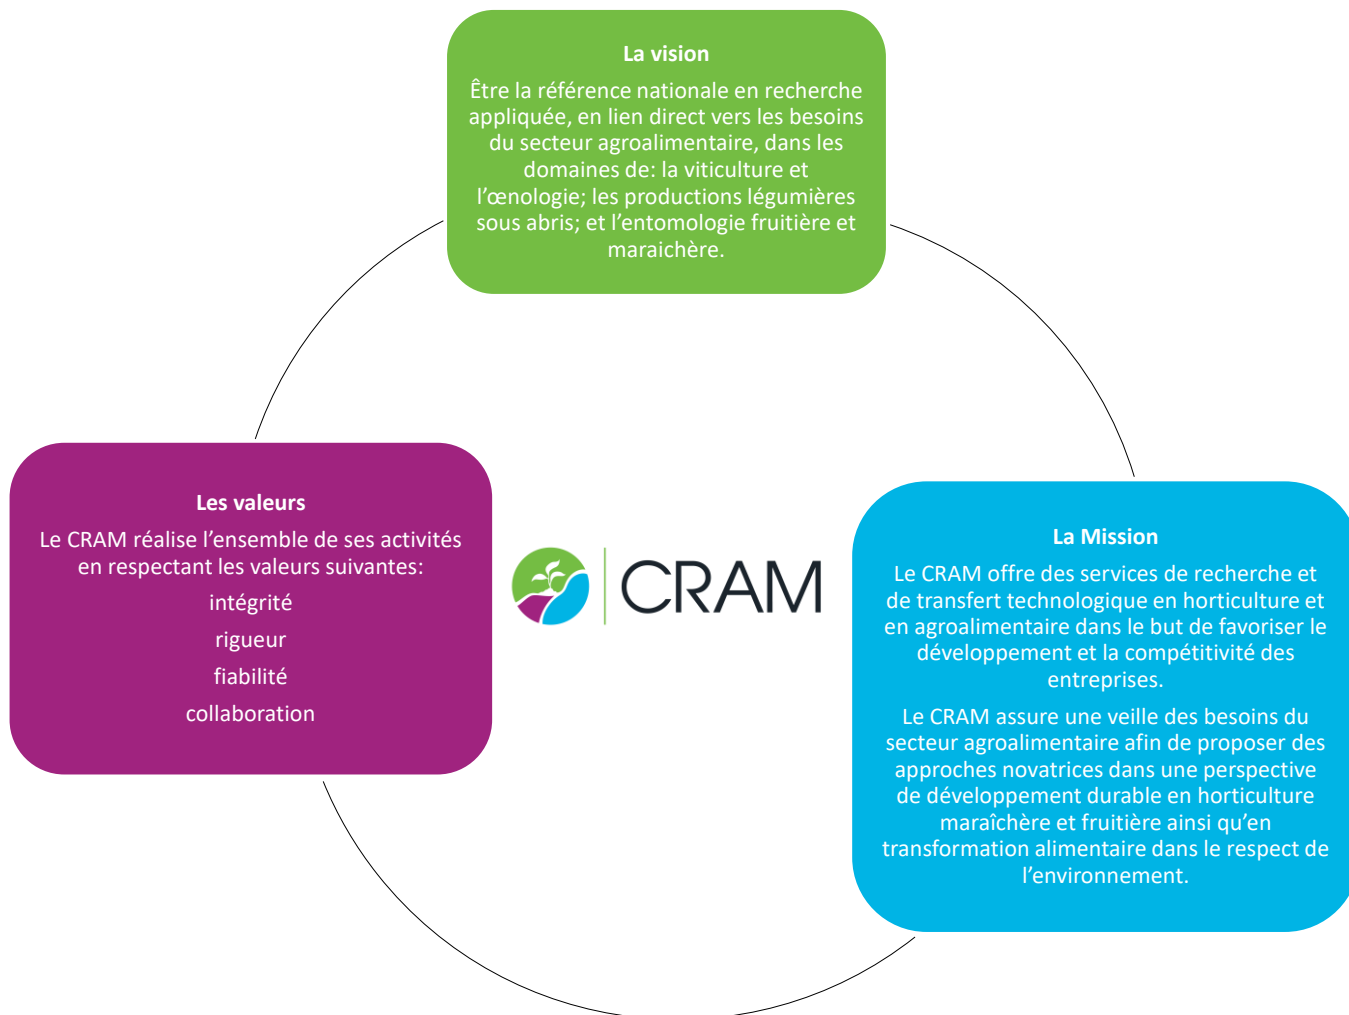 La vision
Être la référence nationale en recherche
appliquée, en lien direct vers les besoins
du secteur agroalimentaire, dans les
domaines de: la viticulture et
l’œnologie; les productions légumières
sous abris; et l’entomologie fruitière et
maraichère.
Les valeurs
Le CRAM réalise l’ensemble de ses activités
en respectant les valeurs suivantes:
intégrité
rigueur
fiabilité
collaboration
CRAM
La Mission
Le CRAM offre des services de recherche et
de transfert technologique en horticulture et
en agroalimentaire dans le but de favoriser le
développement et la compétitivité des
entreprises.
Le CRAM assure une veille des besoins du
secteur agroalimentaire afin de proposer des
approches novatrices dans une perspective
de développement durable en horticulture
maraîchère et fruitière ainsi qu’en
transformation alimentaire dans le respect de
l’environnement.